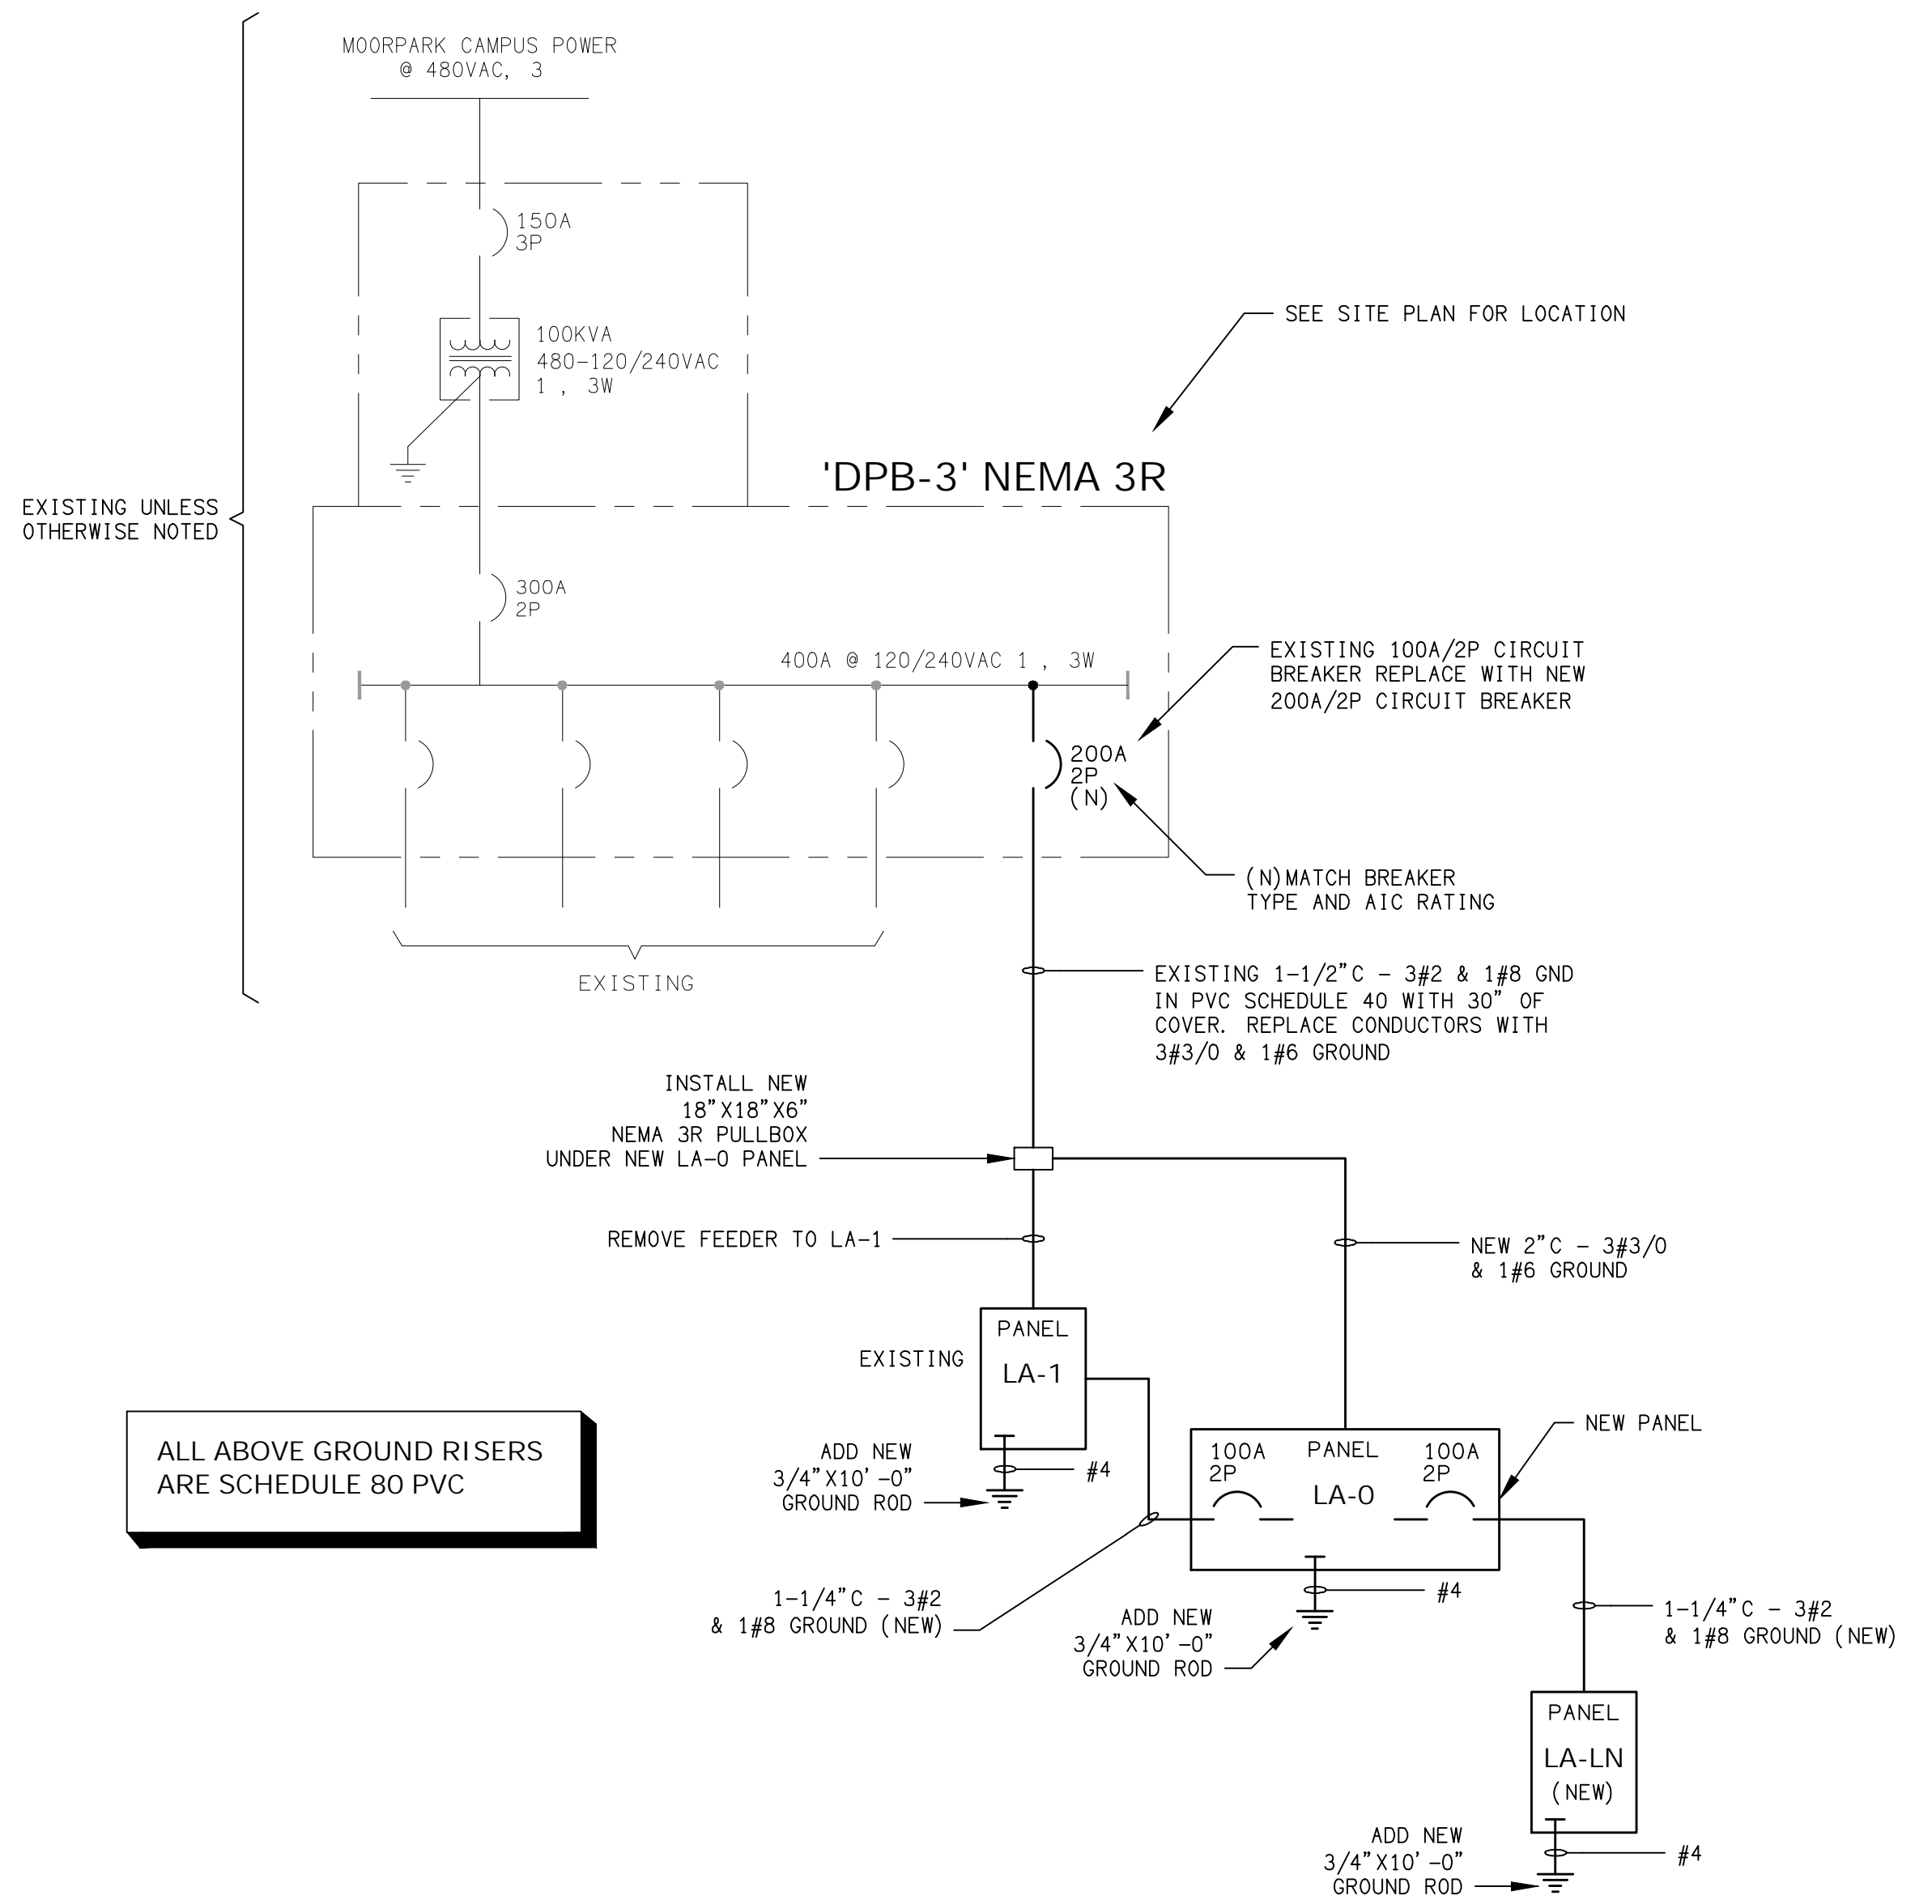 MOORPARK CAMPUS POWER
@ 480VAC, 3
150A
3P
100KVA
480-120/240VAC
1 , 3W
SEE SITE PLAN FOR LOCATION
'DPB-3' NEMA 3R
EXISTING UNLESS
OTHERWISE NOTED
300A
2P
400A @ 120/240VAC 1 , 3W
EXISTING 100A/2P CIRCUIT
BREAKER REPLACE WITH NEW
200A/2P CIRCUIT BREAKER
200A
2P
(N)
(N)MATCH BREAKER
TYPE AND AIC RATING
EXISTING
EXISTING 1-1/2"C - 3#2 & 1#8 GND
IN PVC SCHEDULE 40 WITH 30" OF
COVER. REPLACE CONDUCTORS WITH
3#3/0 & 1#6 GROUND
INSTALL NEW
18"X18"X6"
NEMA 3R PULLBOX
UNDER NEW LA-0 PANEL
REMOVE FEEDER TO LA-1
NEW 2"C - 3#3/0
& 1#6 GROUND
PANEL
LA-1
EXISTING
ALL ABOVE GROUND RISERS
ARE SCHEDULE 80 PVC
ADD NEW
3/4"X10'-0"
GROUND ROD
#4
100A
2P
PANEL
LA-0
100A
2P
NEW PANEL
1-1/4"C - 3#2
& 1#8 GROUND (NEW)
ADD NEW
3/4"X10'-0"
GROUND ROD
#4
1-1/4"C - 3#2
& 1#8 GROUND (NEW)
PANEL
LA-LN
(NEW)
ADD NEW
3/4"X10'-0"
GROUND ROD
#4